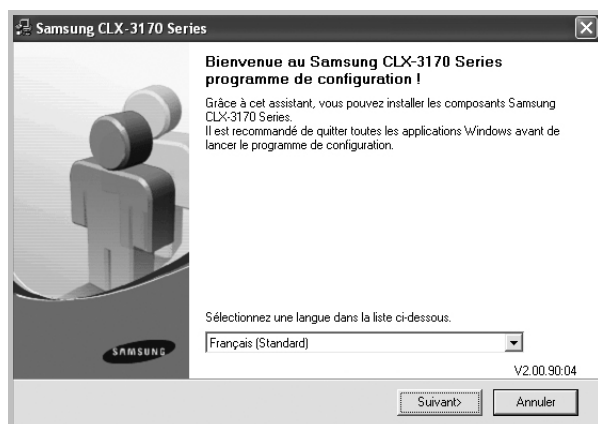 Samsung CLX-3170 Series
Bienvenue au Samsung CLX-3170 Series
programme de configuration !
Grâce à cet assistant, vous pouvez installer les composants Samsung
CLX-3170 Series.
Il est recommandé de quitter toutes les applications Windows avant de
lancer le programme de configuration.
Sélectionnez une langue dans la liste ci-dessous.
Français (Standard)
SAMSUNG
V2.00.90:04
Suivant>
Annuler